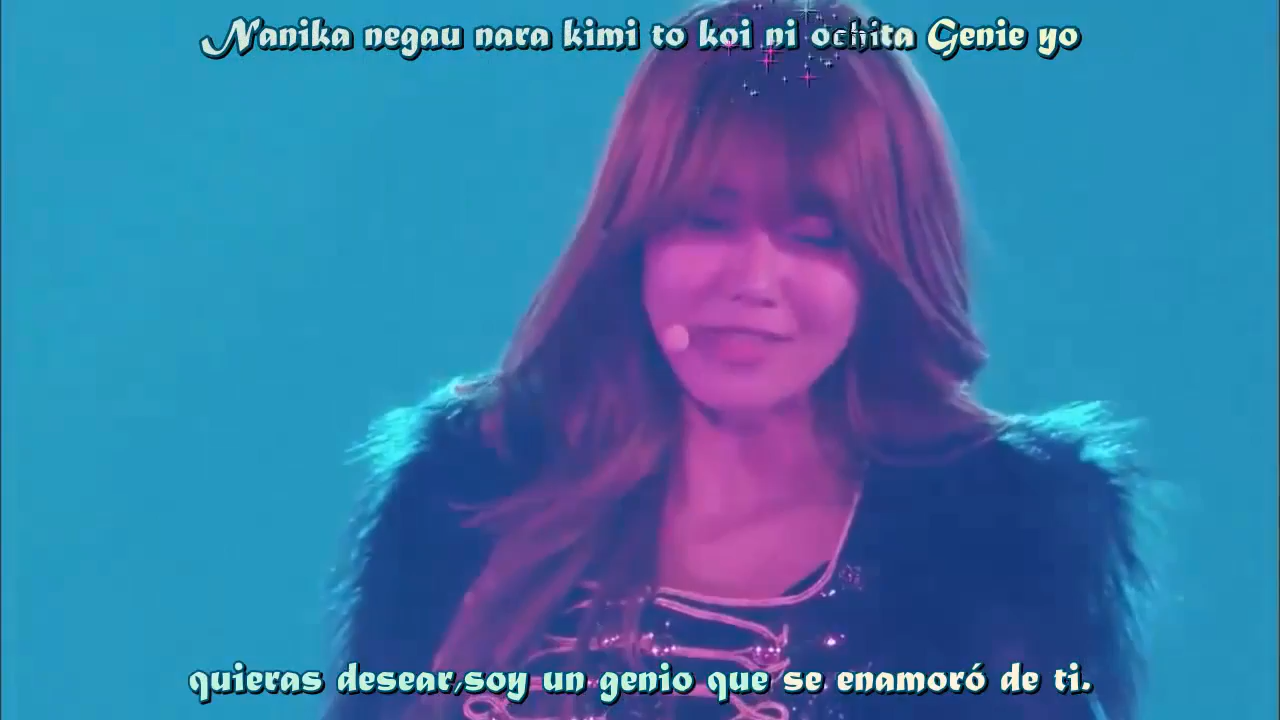 Nanika negau nara kimi to koi ni ochita Genie yo
quieras desear,soy un genio que se enamoró de ti.